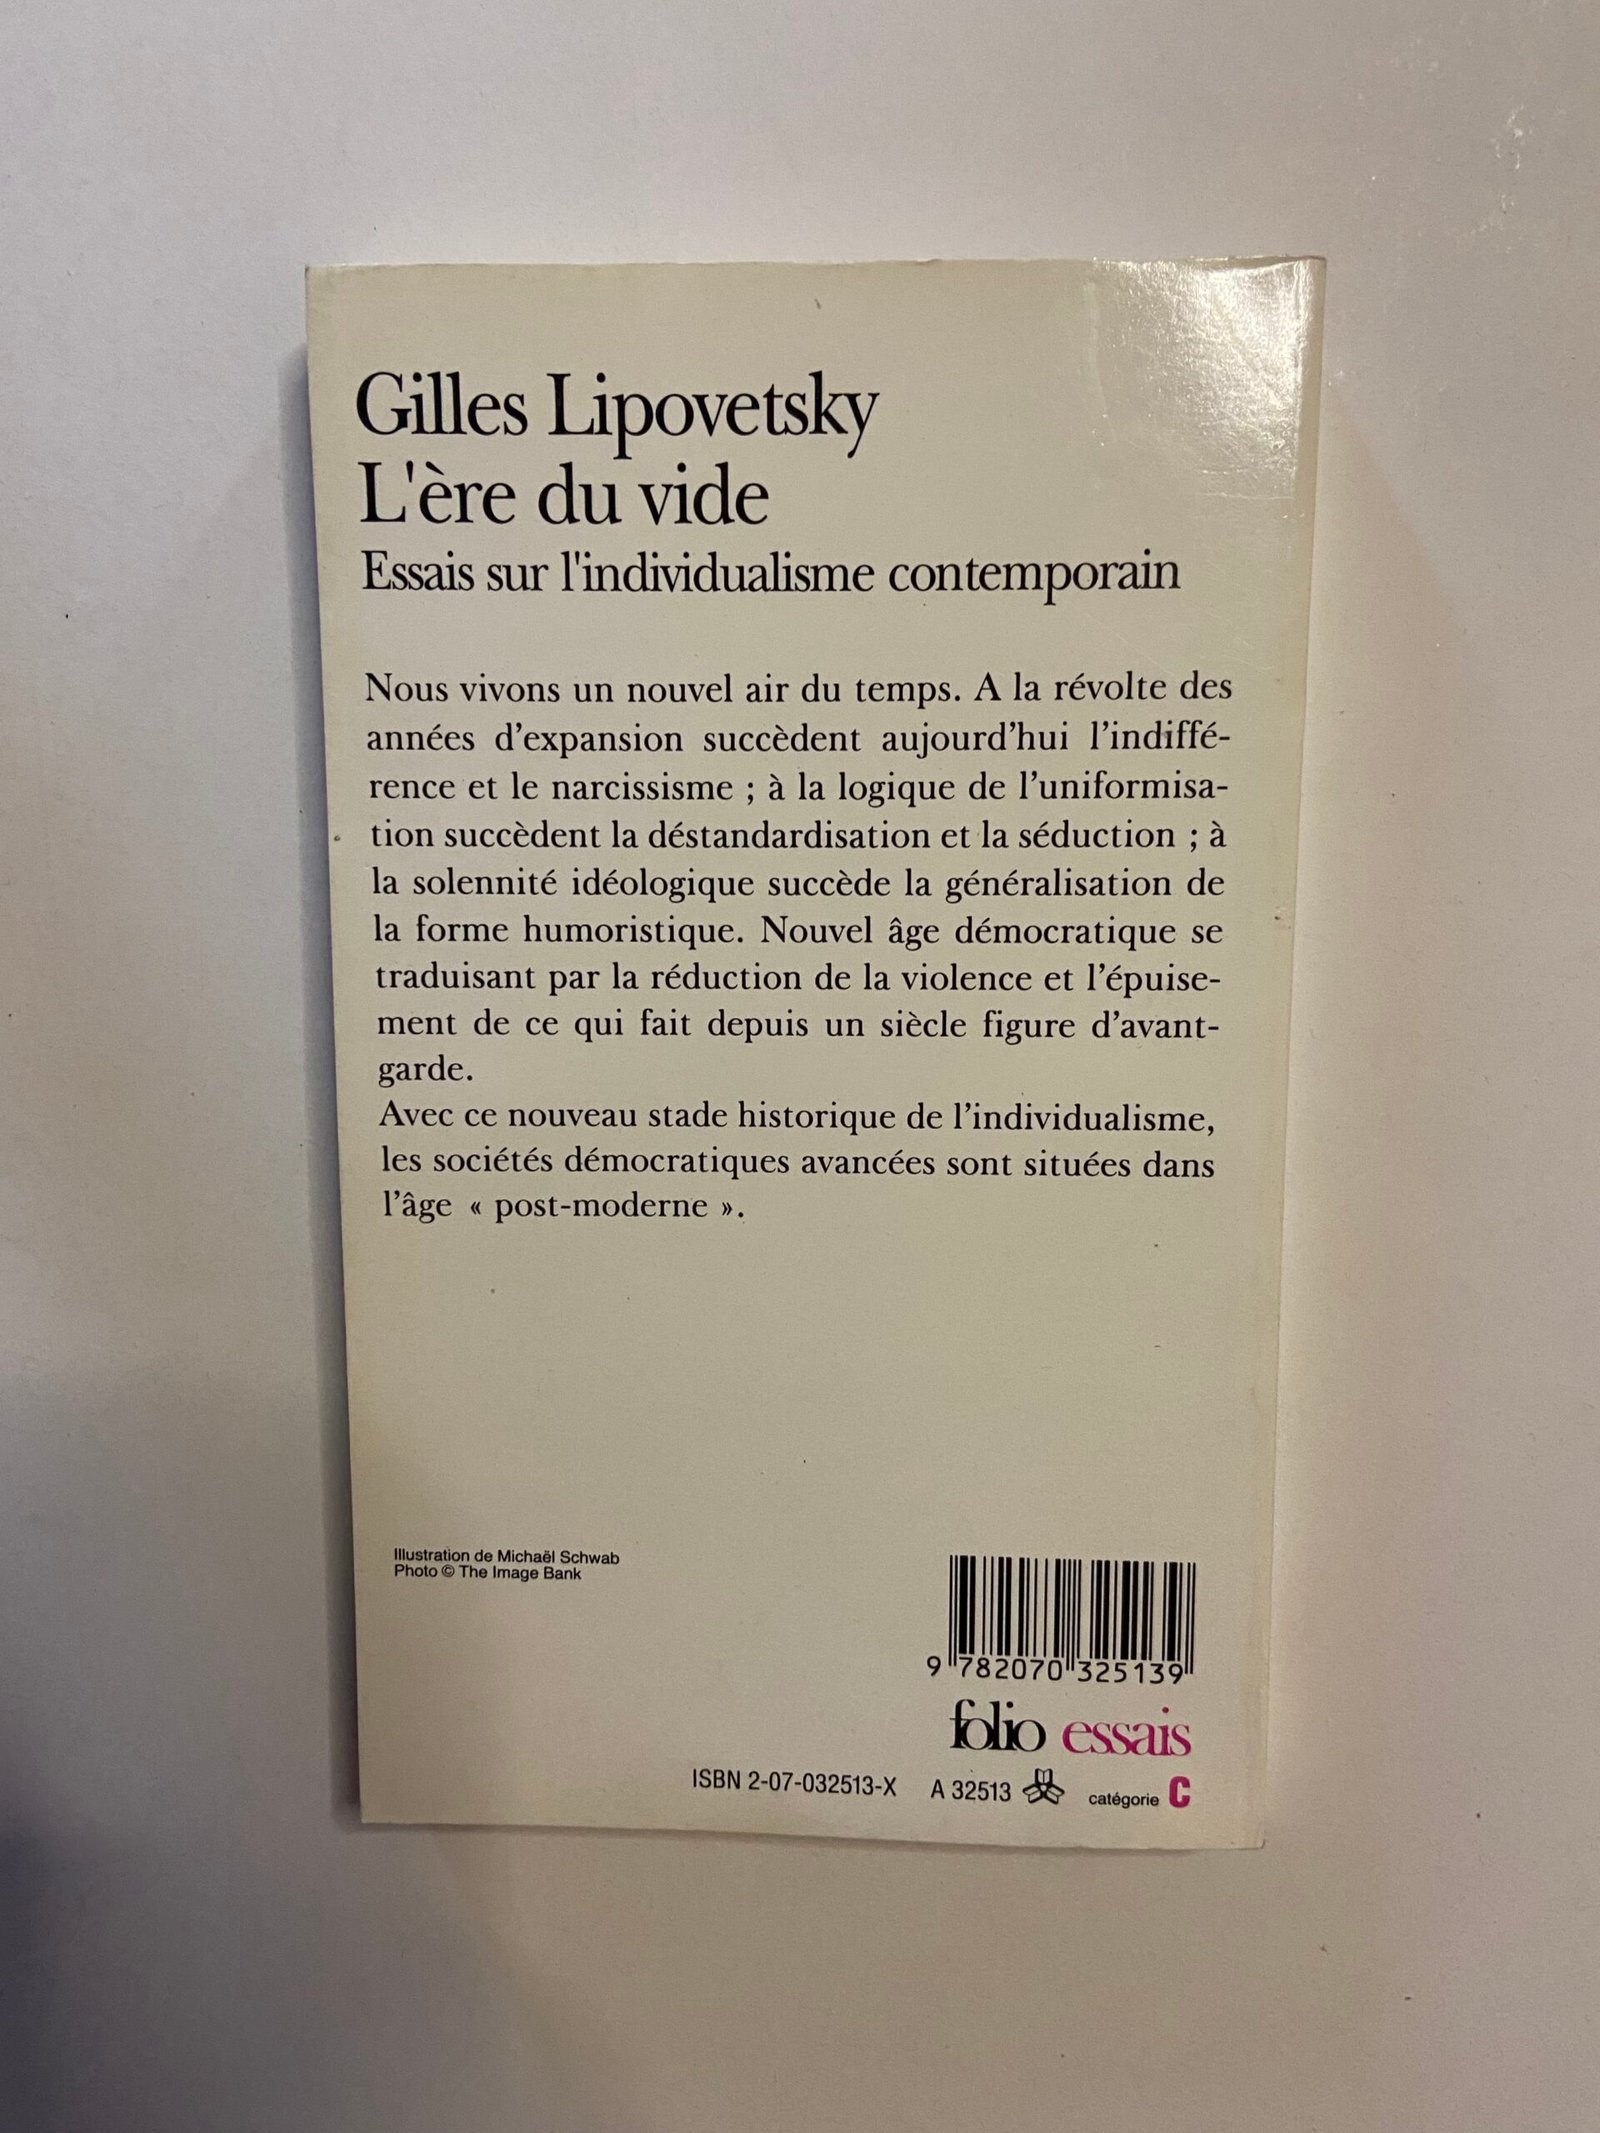 Gilles Lipovetsky
L'ère du vide
Essais sur l'individualisme contemporain
Nous vivons un nouvel air du temps. A la révolte des
années d’expansion succèdent aujourd’hui l’indiffé-
rence et le narcissisme ; à la logique de l’uniformisa-
tion succèdent la déstandardisation et la séduction ; à
la solennité idéologique succède la généralisation de
la forme humoristique. Nouvel âge démocratique se
traduisant par la réduction de la violence et l’épuise-
ment de ce qui fait depuis un siècle figure d’avant-
garde.
Avec ce nouveau stade historique de l’individualisme,
les sociétés démocratiques avancées sont situées dans
l’âge « post-moderne ».
Illustration de Michaël Schwab
Photo © The Image Bank
9 782070 325139
folio essais
ISBN 2-07-032513-X A 32513 catégorie C